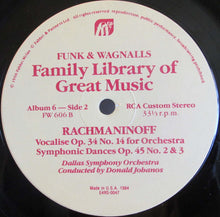 FUNK & WAGNALLS
Family Library of
Great Music
Album 6 — Side 2
FW 606 B
RCA Custom Stereo
33⅓ r.p.m.
RACHMANINOFF
Vocalise Op. 34 No. 14 for Orchestra
Symphonic Dances Op. 45 No. 2 & 3
Dallas Symphony Orchestra
Conducted by Donald Johanos
Made in U.S.A. 1984